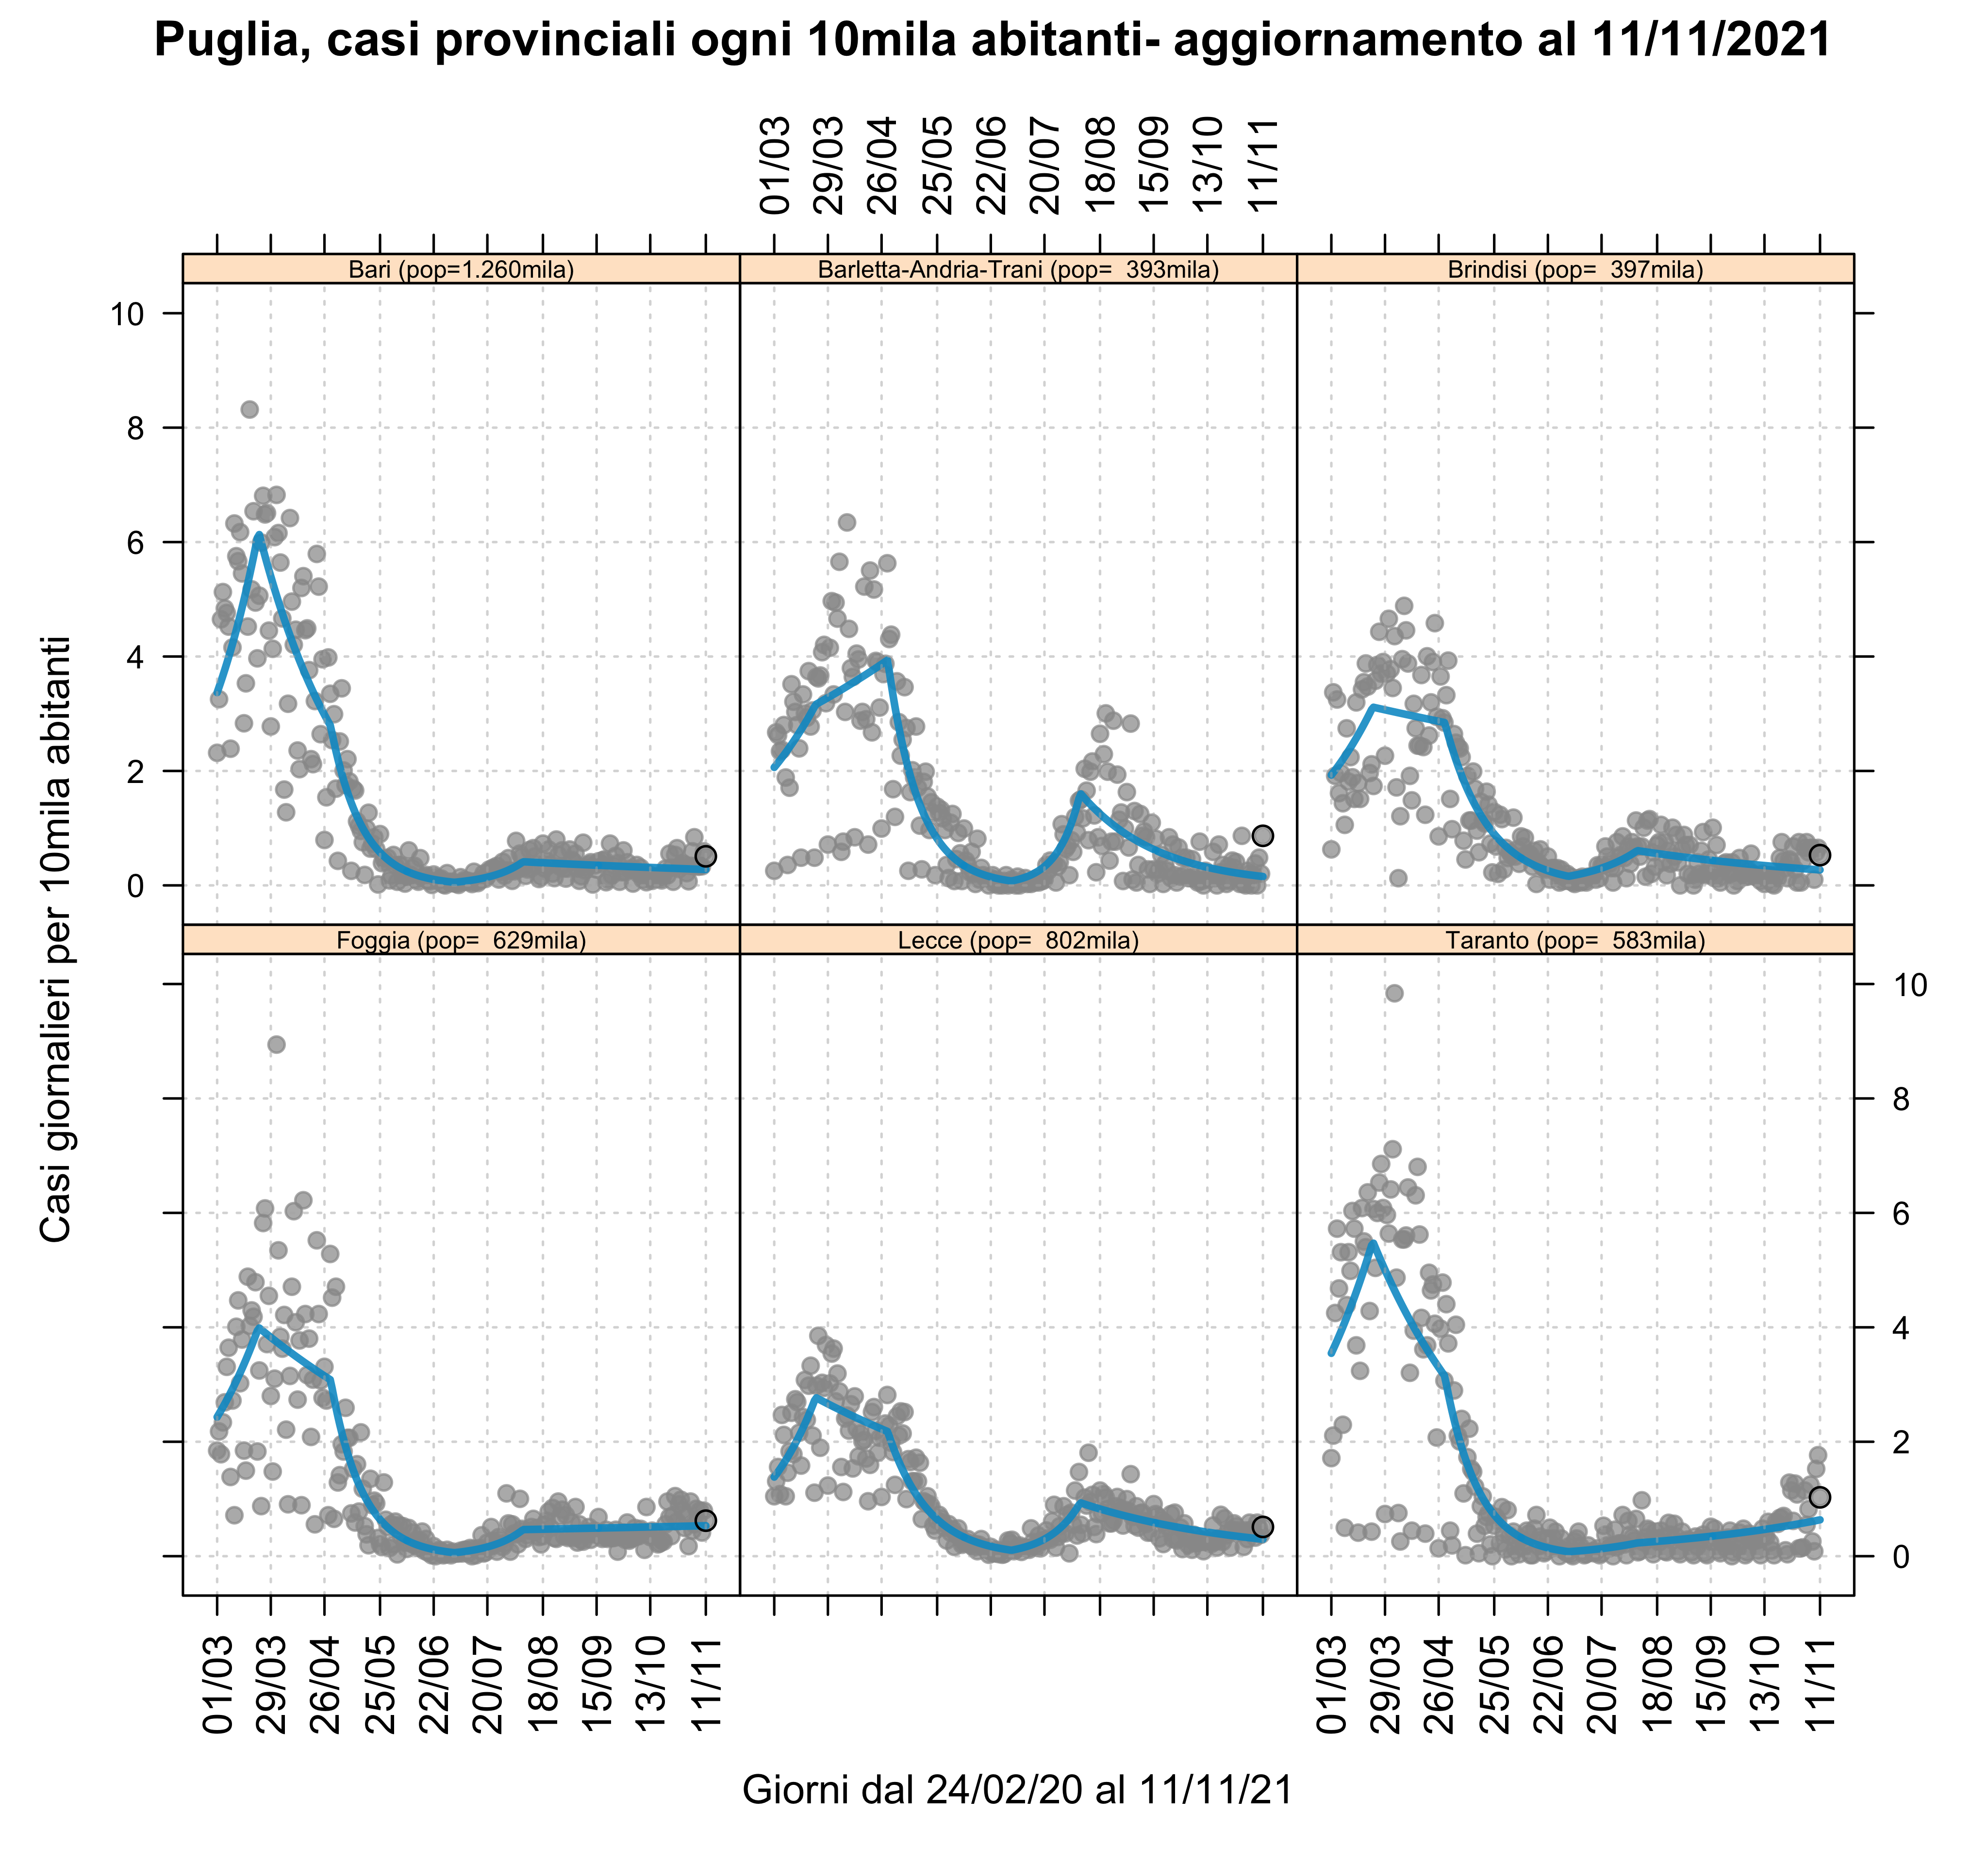 Puglia, casi provinciali ogni 10mila abitanti- aggiornamento al 11/11/2021
01/03 29/03 26/04 25/05 22/06 20/07 18/08 15/09 13/10 11/11
Bari (pop=1.260mila) Barletta-Andria-Trani (pop= 393mila) Brindisi (pop= 397mila)
10
8
6
4
2
0
Casi giornalieri per 10mila abitanti
Foggia (pop= 629mila) Lecce (pop= 802mila) Taranto (pop= 583mila)
10
8
6
4
2
0
01/03 29/03 26/04 25/05 22/06 20/07 18/08 15/09 13/10 11/11
01/03 29/03 26/04 25/05 22/06 20/07 18/08 15/09 13/10 11/11
Giorni dal 24/02/20 al 11/11/21